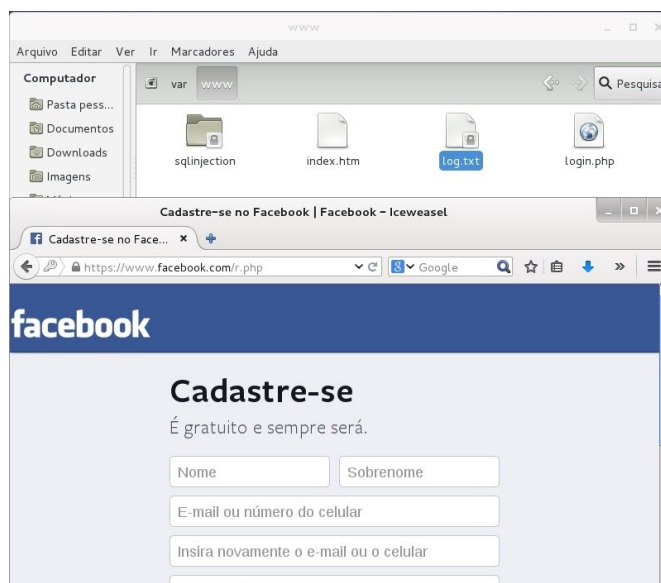 www
Arquivo Editar Ver Ir Marcadores Ajuda
Computador
var www
Pesquisa
Pasta pess...
Documentos
Downloads
Imagens
sqlinjection
index.htm
log.txt
login.php
Cadastre-se no Facebook | Facebook - Iceweasel
Cadastre-se no Face...
https://www.facebook.com/r.php
Google
facebook
Cadastre-se
É gratuito e sempre será.
Nome
Sobrenome
E-mail ou número do celular
Insira novamente o e-mail ou o celular